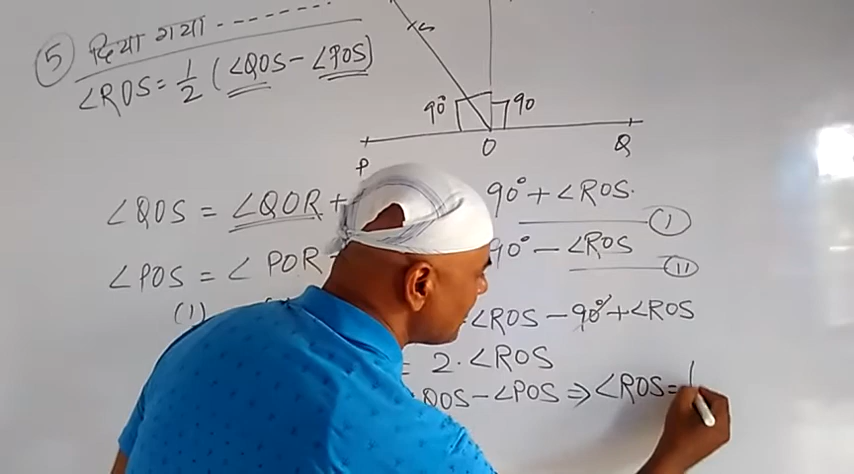 (5) दिया गया - - - - - - - -
∠ROS = 1/2 (∠QOS - ∠POS)
S
90° 90
P O Q
∠QOS = ∠QOR + 90° + ∠ROS. (I)
∠POS = ∠POR 90° - ∠ROS (II)
(1) ∠ROS - 90° + ∠ROS
= 2. ∠ROS
QOS - ∠POS ⇒ ∠ROS =